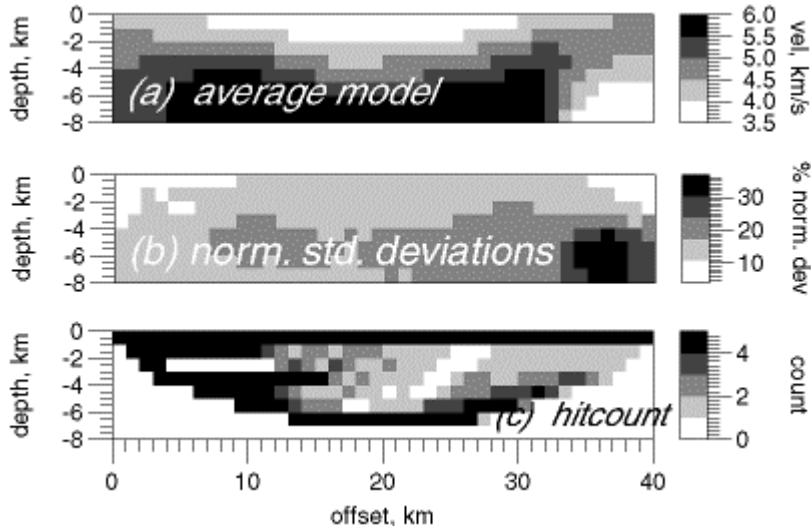 0
-2
-4
-6
-8
depth, km
(a) average model
6.0
5.5
5.0
4.5
4.0
3.5
vel, km/s
0
-2
-4
-6
-8
depth, km
(b) norm. std. deviations
30
20
10
% norm. dev
0
-2
-4
-6
-8
depth, km
(c) hitcount
4
2
0
count
0 10 20 30 40
offset, km